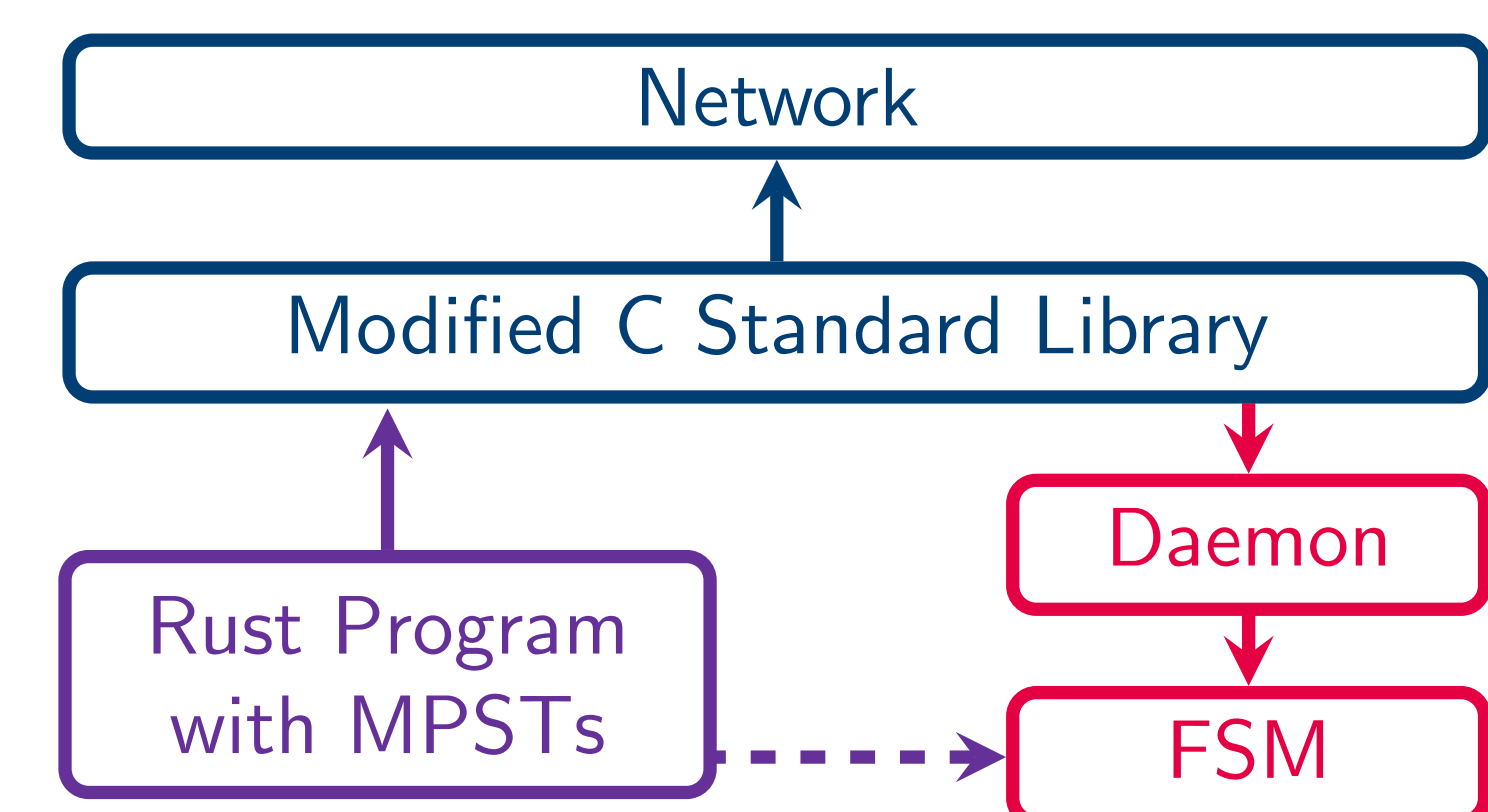 Network
Modified C Standard Library
Daemon
Rust Program
with MPSTs
FSM